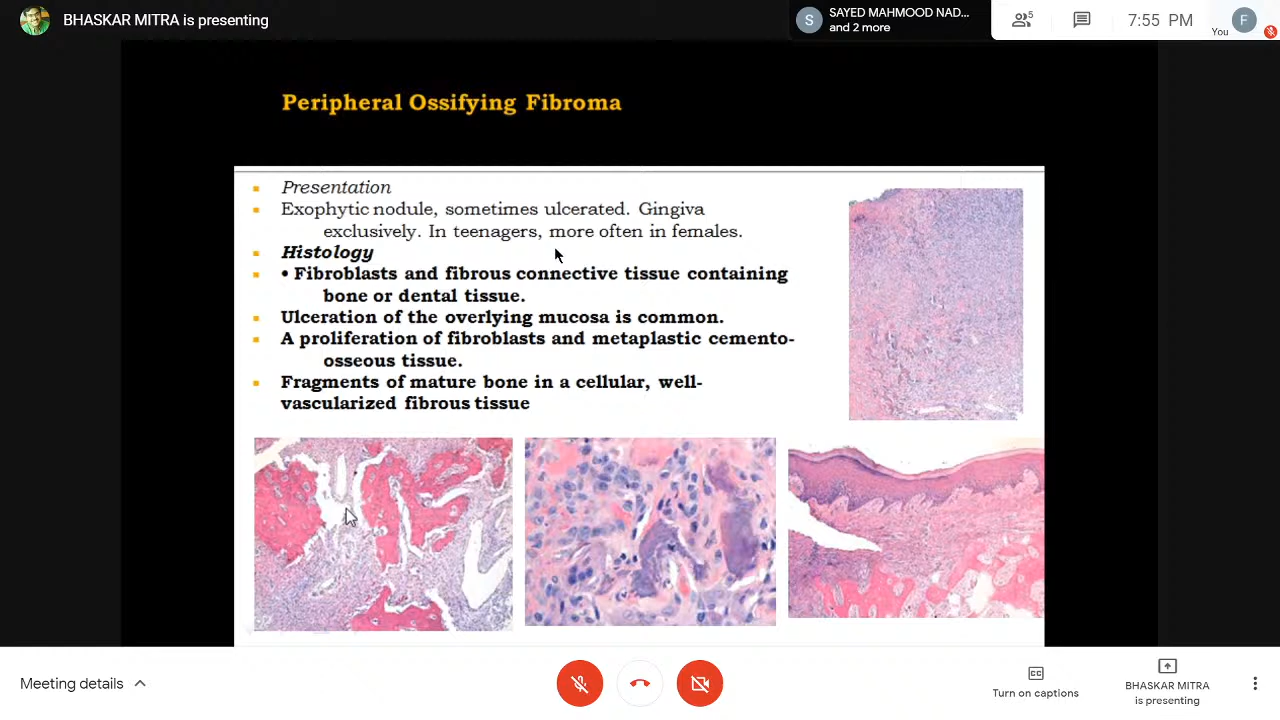 BHASKAR MITRA is presenting
S
SAYED MAHMOOD NAD...
and 2 more
5
7:55 PM
You
F
Peripheral Ossifying Fibroma
Presentation
Exophytic nodule, sometimes ulcerated. Gingiva
exclusively. In teenagers, more often in females.
Histology
• Fibroblasts and fibrous connective tissue containing
bone or dental tissue.
Ulceration of the overlying mucosa is common.
A proliferation of fibroblasts and metaplastic cemento-
osseous tissue.
Fragments of mature bone in a cellular, well-
vascularized fibrous tissue
Meeting details
CC
Turn on captions
BHASKAR MITRA
is presenting